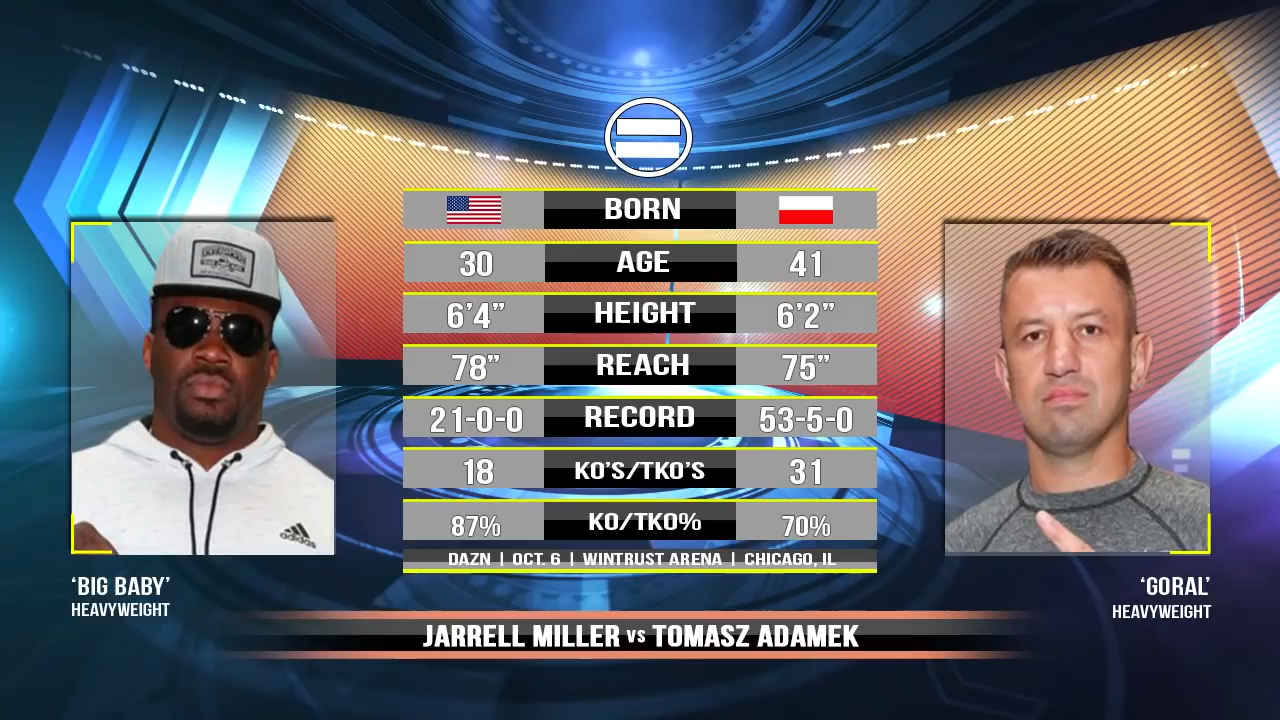 BORN
30 AGE 41
6’4” HEIGHT 6’2”
78” REACH 75”
21-0-0 RECORD 53-5-0
18 KO’S/TKO’S 31
87% KO/TKO% 70%
DAZN | OCT. 6 | WINTRUST ARENA | CHICAGO, IL
adidas
‘BIG BABY’
HEAVYWEIGHT
‘GORAL’
HEAVYWEIGHT
JARRELL MILLER vs TOMASZ ADAMEK